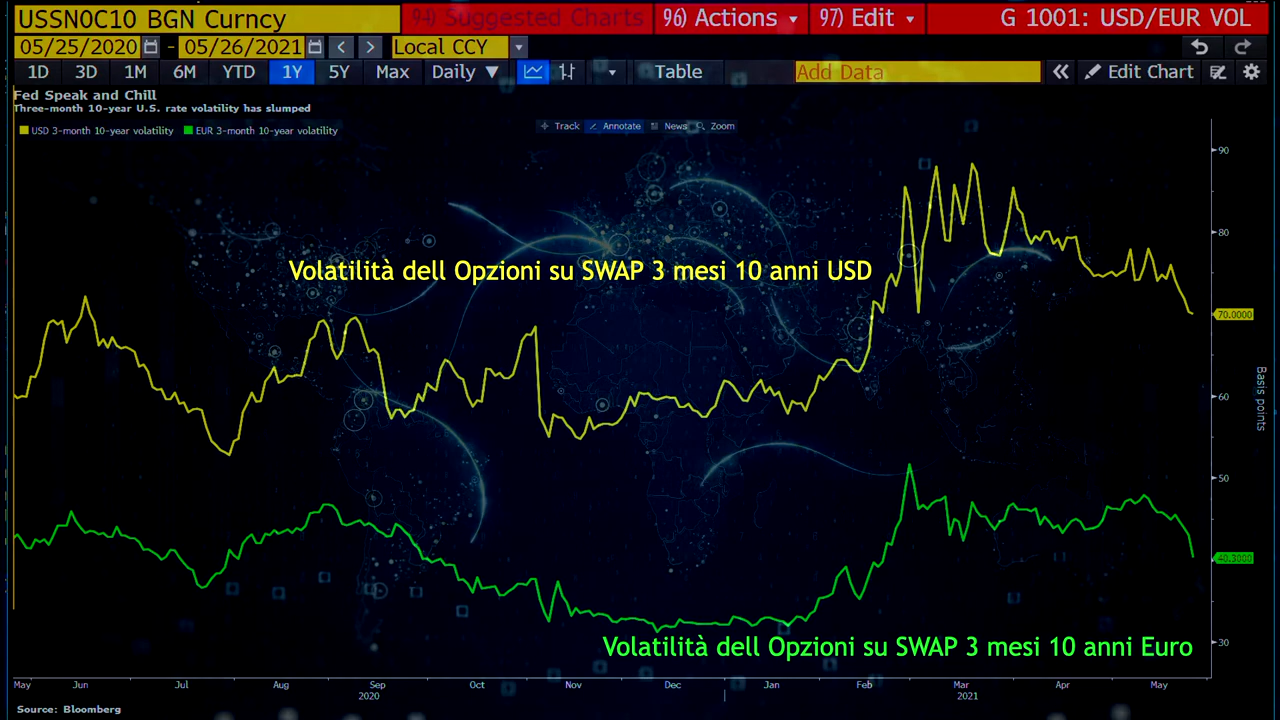 USSN0C10 BGN Curncy 94) Suggested Charts 96) Actions 97) Edit G 1001: USD/EUR VOL
05/25/2020 - 05/26/2021 Local CCY
1D 3D 1M 6M YTD 1Y 5Y Max Daily Table Add Data Edit Chart
Fed Speak and Chill
Three-month 10-year U.S. rate volatility has slumped
USD 3-month 10-year volatility EUR 3-month 10-year volatility
Track Annotate News Zoom
90
80
Volatilità dell Opzioni su SWAP 3 mesi 10 anni USD
70.0000
60
Basis points
50
40.3000
30
Volatilità dell Opzioni su SWAP 3 mesi 10 anni Euro
May Jun Jul Aug Sep Oct Nov Dec Jan Feb Mar Apr May
2020 2021
Source: Bloomberg